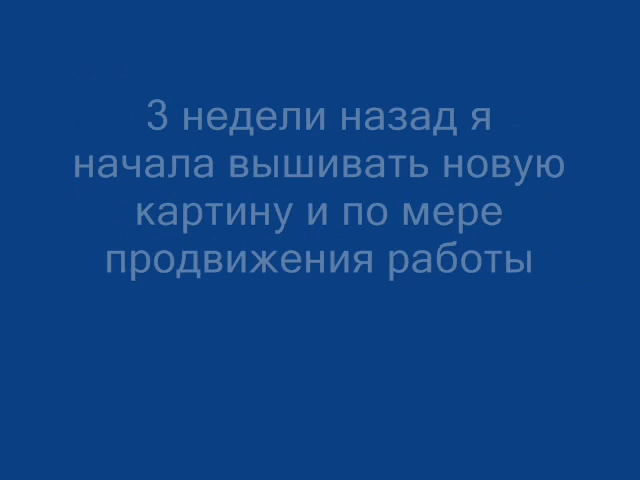 3 недели назад я
начала вышивать новую
картину и по мере
продвижения работы